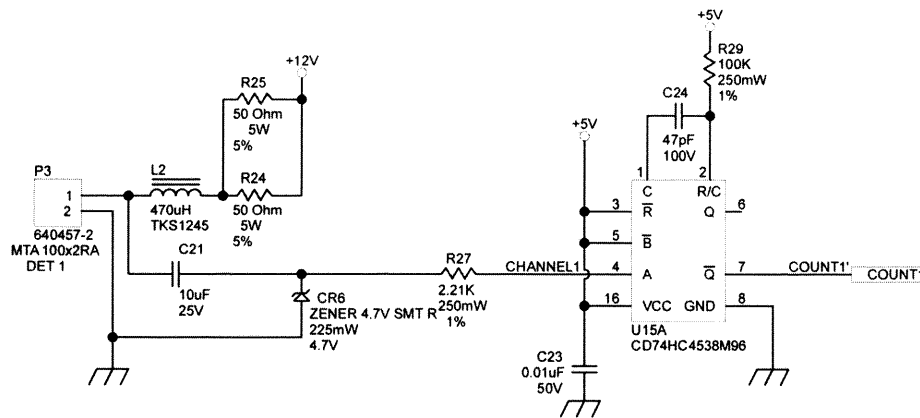 +5V
R29
100K
250mW
1%
C24
47pF
100V
+12V
R25
50 Ohm
5W
5%
+5V
P3
1
2
640457-2
MTA 100x2RA
DET 1
L2
470uH
TKS1245
R24
50 Ohm
5W
5%
1
2
C
R/C
3
R
Q
6
5
B
C21
10uF
25V
R27
2.21K
250mW
1%
CHANNEL1
4
A
Q
7
COUNT1'
COUNT1
CR6
ZENER 4.7V SMT R
225mW
4.7V
16
VCC
GND
8
U15A
CD74HC4538M96
C23
0.01uF
50V